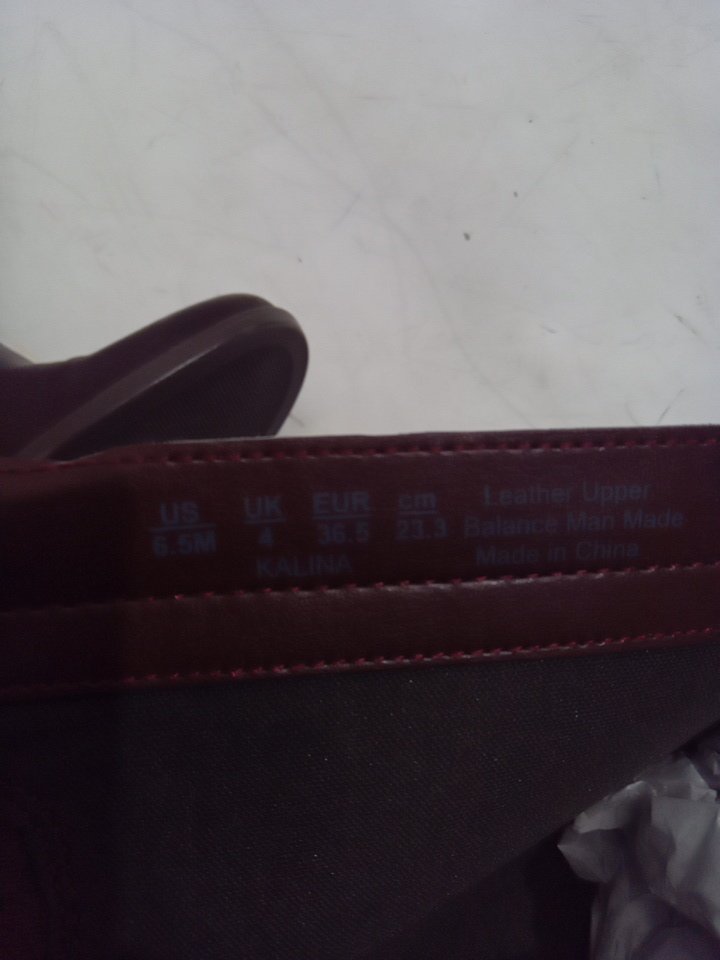 US UK EUR cm
6.5M 4 36.5 23.3
KALINA
Leather Upper
Balance Man Made
Made in China